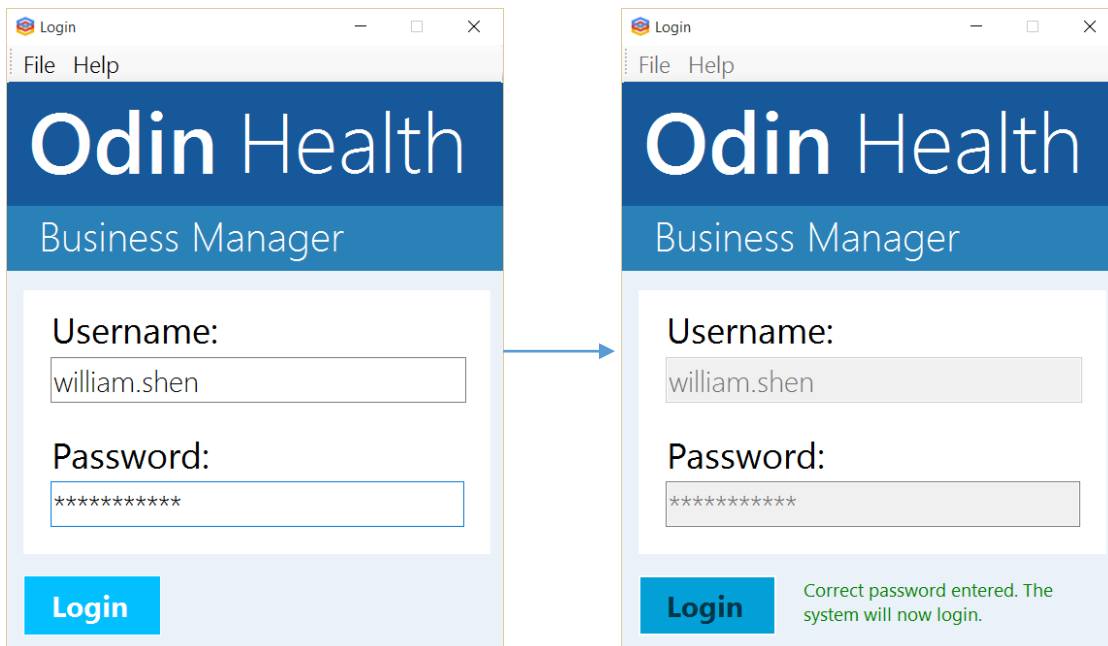 Login
File Help
Odin Health
Business Manager
Username:
william.shen
Password:
***********
Login
Login
File Help
Odin Health
Business Manager
Username:
william.shen
Password:
***********
Login
Correct password entered. The
system will now login.